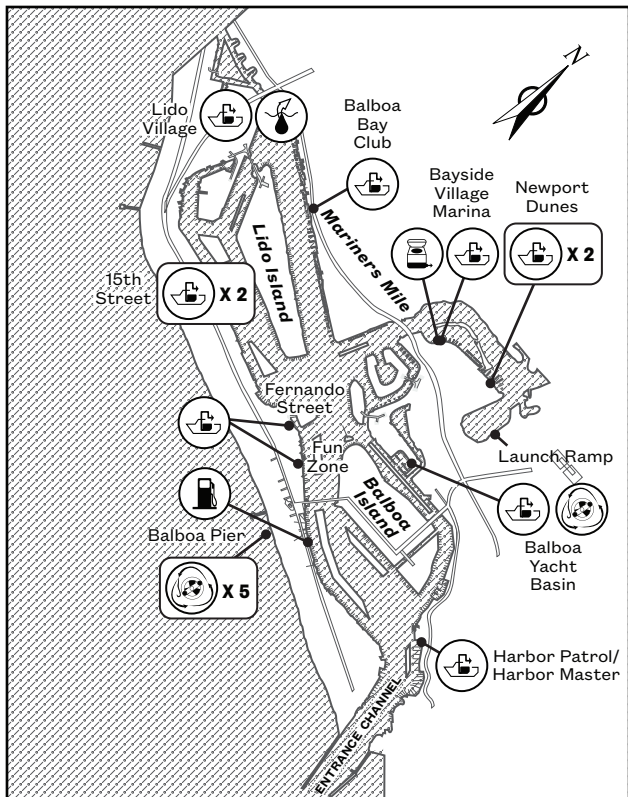 N
Lido
Village
Balboa
Bay
Club
Bayside
Village
Marina
Newport
Dunes
X 2
Mariners Mile
Lido Island
15th
Street
X 2
Fernando
Street
Fun
Zone
Launch Ramp
Balboa
Island
Balboa Pier
X 5
Balboa
Yacht
Basin
Harbor Patrol/
Harbor Master
ENTRANCE CHANNEL